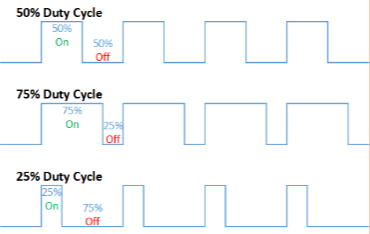 50% Duty Cycle
50%
On
50%
Off
75% Duty Cycle
75%
On
25%
Off
25% Duty Cycle
25%
On
75%
Off